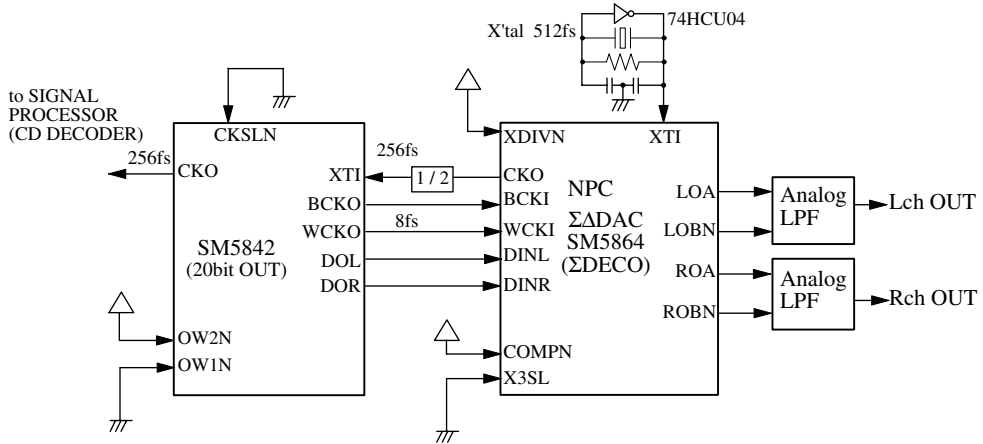 X'tal 512fs
74HCU04
to SIGNAL
PROCESSOR
(CD DECODER)
256fs
CKSLN
CKO
XTI
BCKO
WCKO
DOL
DOR
SM5842
(20bit OUT)
OW2N
OW1N
256fs
1 / 2
8fs
XDIVN
XTI
CKO
BCKI
WCKI
DINL
DINR
NPC
ΣΔDAC
SM5864
(ΣDECO)
COMPN
X3SL
LOA
LOBN
ROA
ROBN
Analog
LPF
Lch OUT
Analog
LPF
Rch OUT